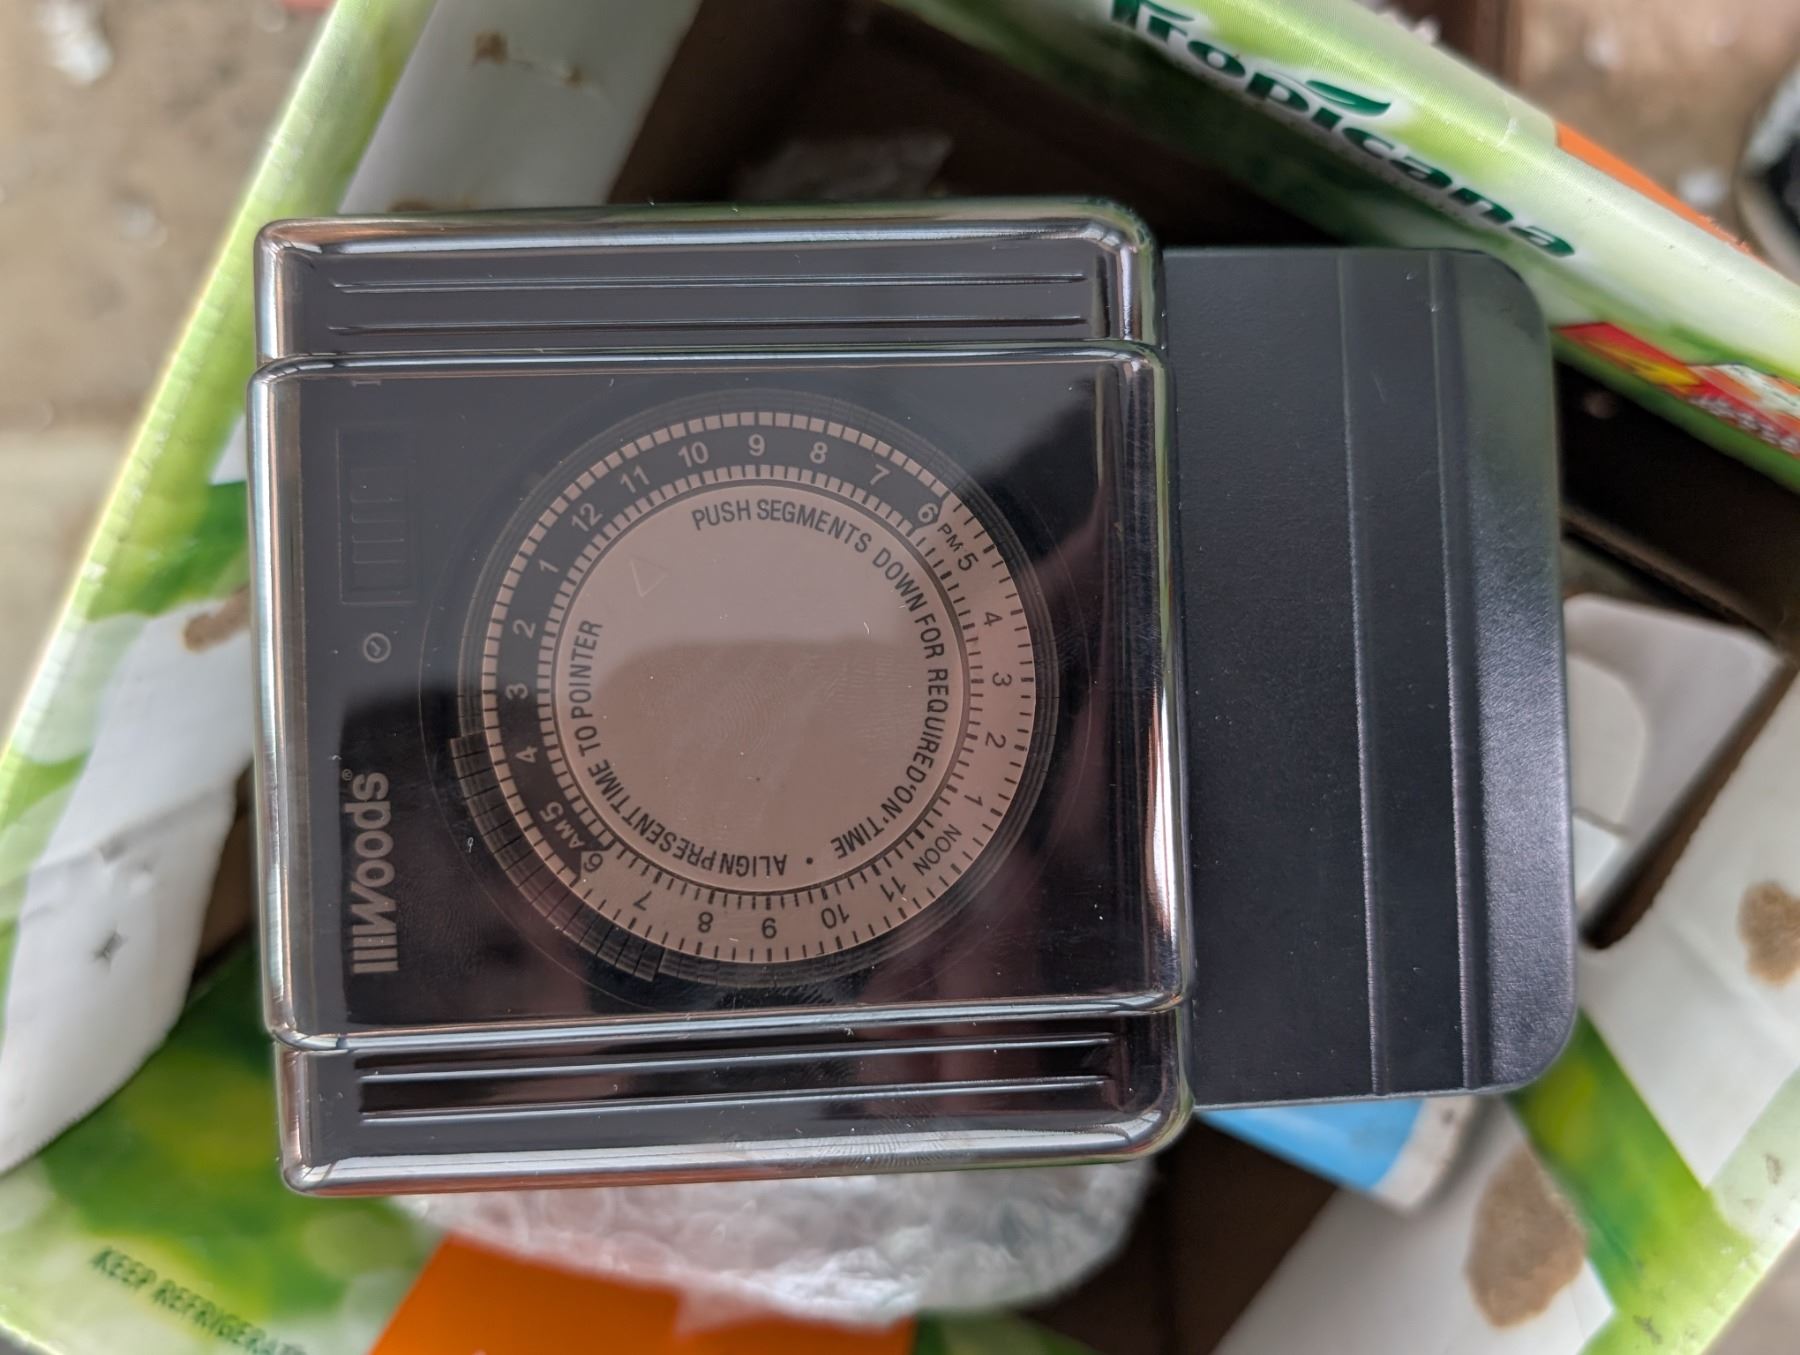 Tropicana
10 9 8 7 6 PM 5 4 3 2 1 NOON 11 10 9 8 7 6 AM 5 4 3 2 1 12 11
PUSH SEGMENTS DOWN FOR REQUIRED 'ON' TIME • ALIGN PRESENT TIME TO POINTER
Woods®
KEEP REFRIGERAT